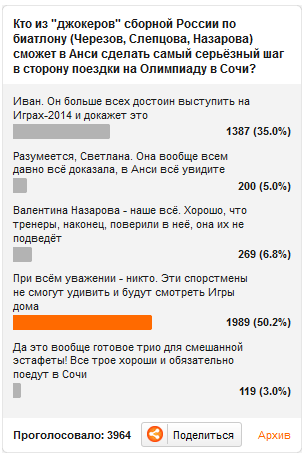 Кто из "джокеров" сборной России по
биатлону (Черезов, Слепцова, Назарова)
сможет в Анси сделать самый серьёзный шаг
в сторону поездки на Олимпиаду в Сочи?
Иван. Он больше всех достоин выступить на
Играх-2014 и докажет это
1387 (35.0%)
Разумеется, Светлана. Она вообще всем
давно всё доказала, в Анси всё увидите
200 (5.0%)
Валентина Назарова - наше всё. Хорошо, что
тренеры, наконец, поверили в неё, она их не
подведёт
269 (6.8%)
При всём уважении - никто. Эти спортсмены
не смогут удивить и будут смотреть Игры
дома
1989 (50.2%)
Да это вообще готовое трио для смешанной
эстафеты! Все трое хороши и обязательно
поедут в Сочи
119 (3.0%)
Проголосовало: 3964 Поделиться Архив